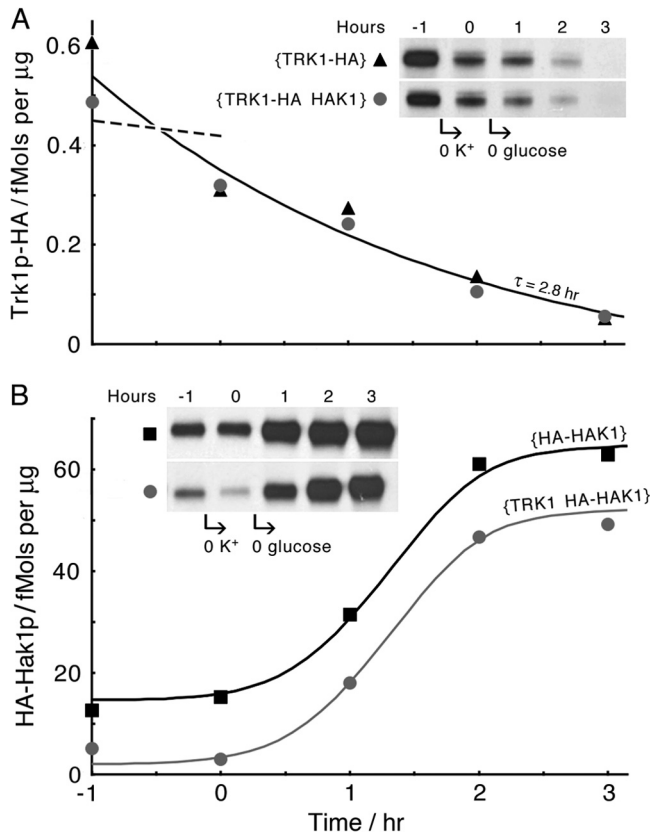 A
Hours -1 0 1 2 3
{TRK1-HA} ▲
{TRK1-HA HAK1} ●
0 K⁺ 0 glucose
Trk1p-HA / fMols per μg
0.6
0.4
0.2
0
τ = 2.8 hr
B
Hours -1 0 1 2 3
■
●
0 K⁺ 0 glucose
{HA-HAK1}
{TRK1 HA-HAK1}
HA-Hak1p / fMols per μg
60
40
20
0
-1 0 1 2 3
Time / hr